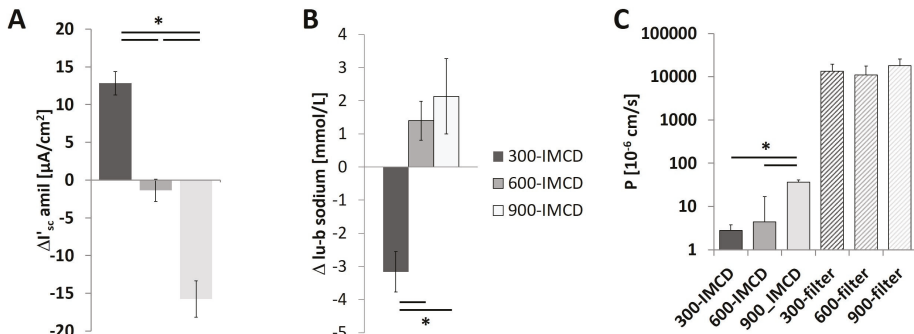 A
B
C
ΔI'sc amil [µA/cm²]
20
15
10
5
0
-5
-10
-15
-20
*
Δ lu-b sodium [mmol/L]
4
3
2
1
0
-1
-2
-3
-4
-5
*
300-IMCD
600-IMCD
900-IMCD
P [10⁻⁶ cm/s]
100000
10000
1000
100
10
1
*
300-IMCD
600-IMCD
900_IMCD
300-filter
600-filter
900-filter